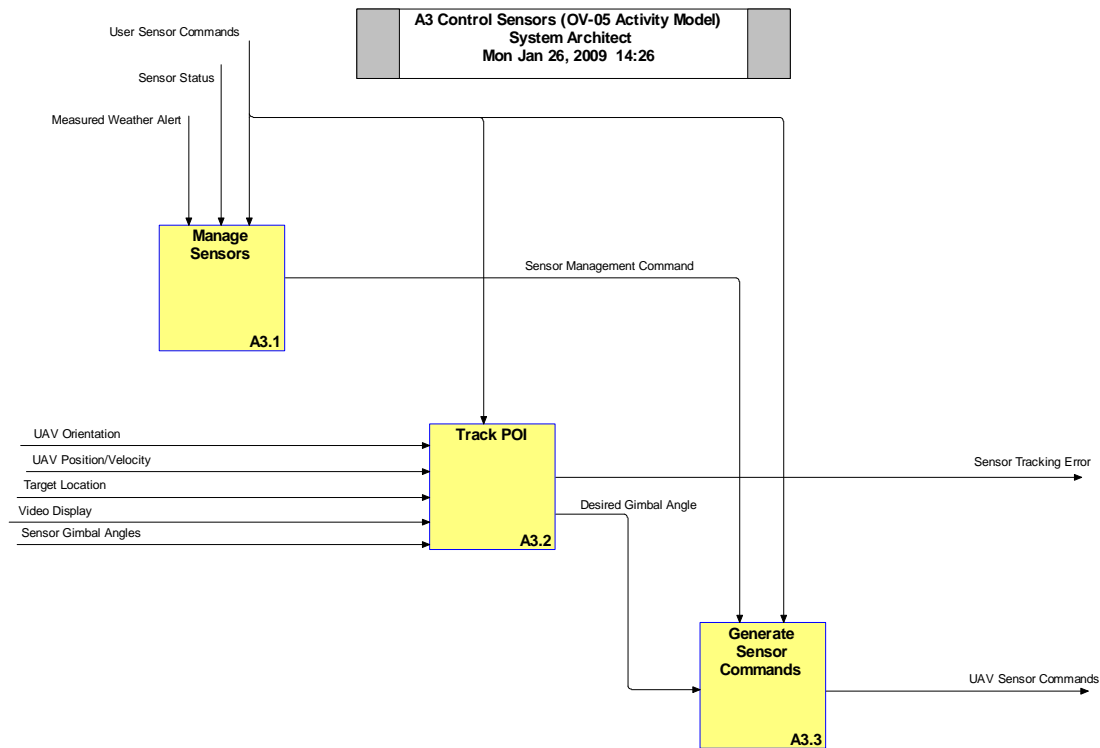 A3 Control Sensors (OV-05 Activity Model)
System Architect
Mon Jan 26, 2009  14:26
User Sensor Commands
Sensor Status
Measured Weather Alert
Manage
Sensors
A3.1
Sensor Management Command
UAV Orientation
UAV Position/Velocity
Target Location
Video Display
Sensor Gimbal Angles
Track POI
A3.2
Sensor Tracking Error
Desired Gimbal Angle
Generate
Sensor
Commands
A3.3
UAV Sensor Commands